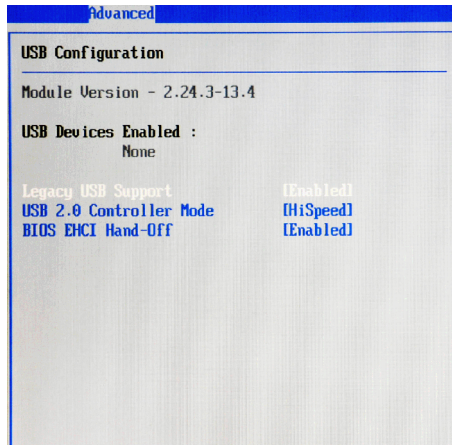 Advanced
USB Configuration
Module Version - 2.24.3-13.4
USB Devices Enabled :
None
Legacy USB Support [Enabled]
USB 2.0 Controller Mode [HiSpeed]
BIOS EHCI Hand-Off [Enabled]